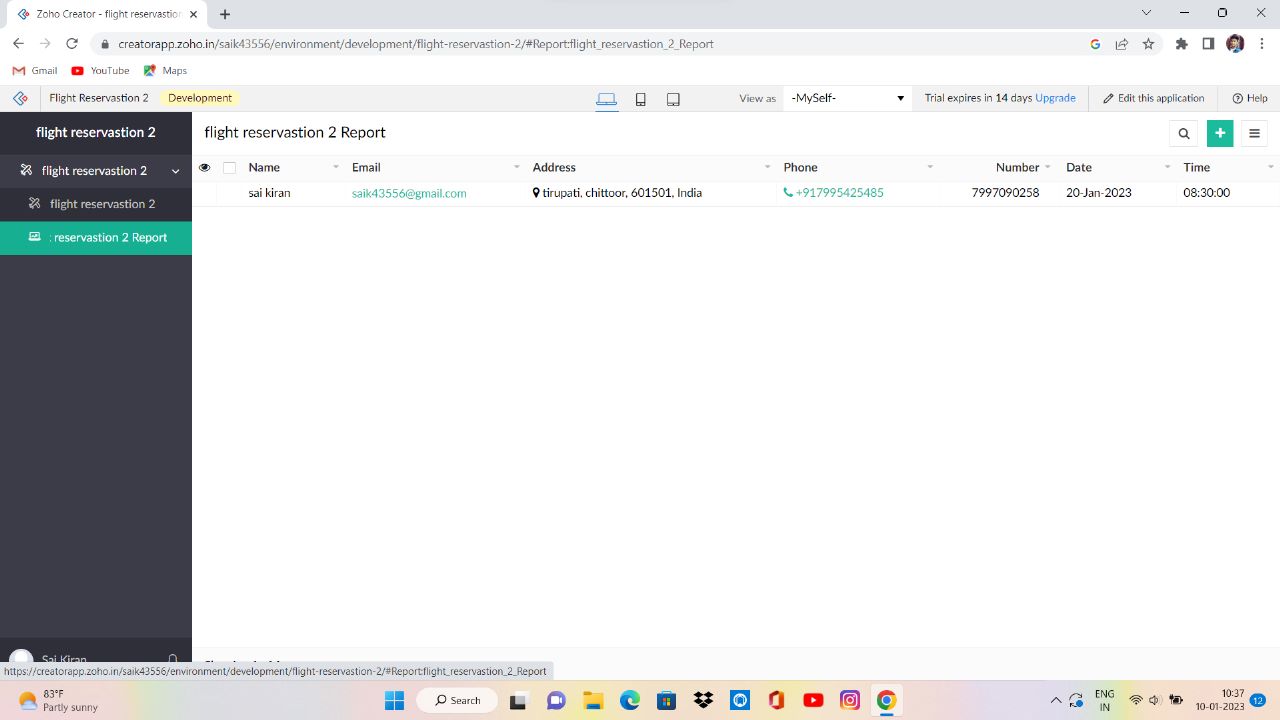 Zoho Creator - flight reservastion
creatorapp.zoho.in/saik43556/environment/development/flight-reservastion-2/#Report:flight_reservastion_2_Report
Gmail YouTube Maps
Flight Reservastion 2 Development View as -MySelf- Trial expires in 14 days Upgrade Edit this application Help
flight reservastion 2
flight reservastion 2 Report
flight reservastion 2
flight reservastion 2
reservastion 2 Report
Name Email Address Phone Number Date Time
sai kiran saik43556@gmail.com tirupati, chittoor, 601501, India +917995425485 7997090258 20-Jan-2023 08:30:00
Sai Kiran
https://creatorapp.zoho.in/saik43556/environment/development/flight-reservastion-2/#Report:flight_reservastion_2_Report
83°F
Partly sunny
Search
ENG
IN
10:37
10-01-2023
12